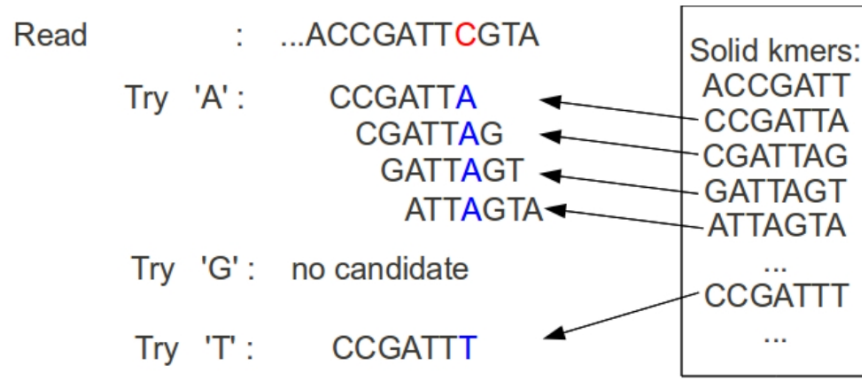 Read : ...ACCGATTCGTA
Try 'A' : CCGATTA
CGATTAG
GATTAGT
ATTAGTA
Try 'G' : no candidate
Try 'T' : CCGATTT
Solid kmers:
ACCGATT
CCGATTA
CGATTAG
GATTAGT
ATTAGTA
...
CCGATTT
...